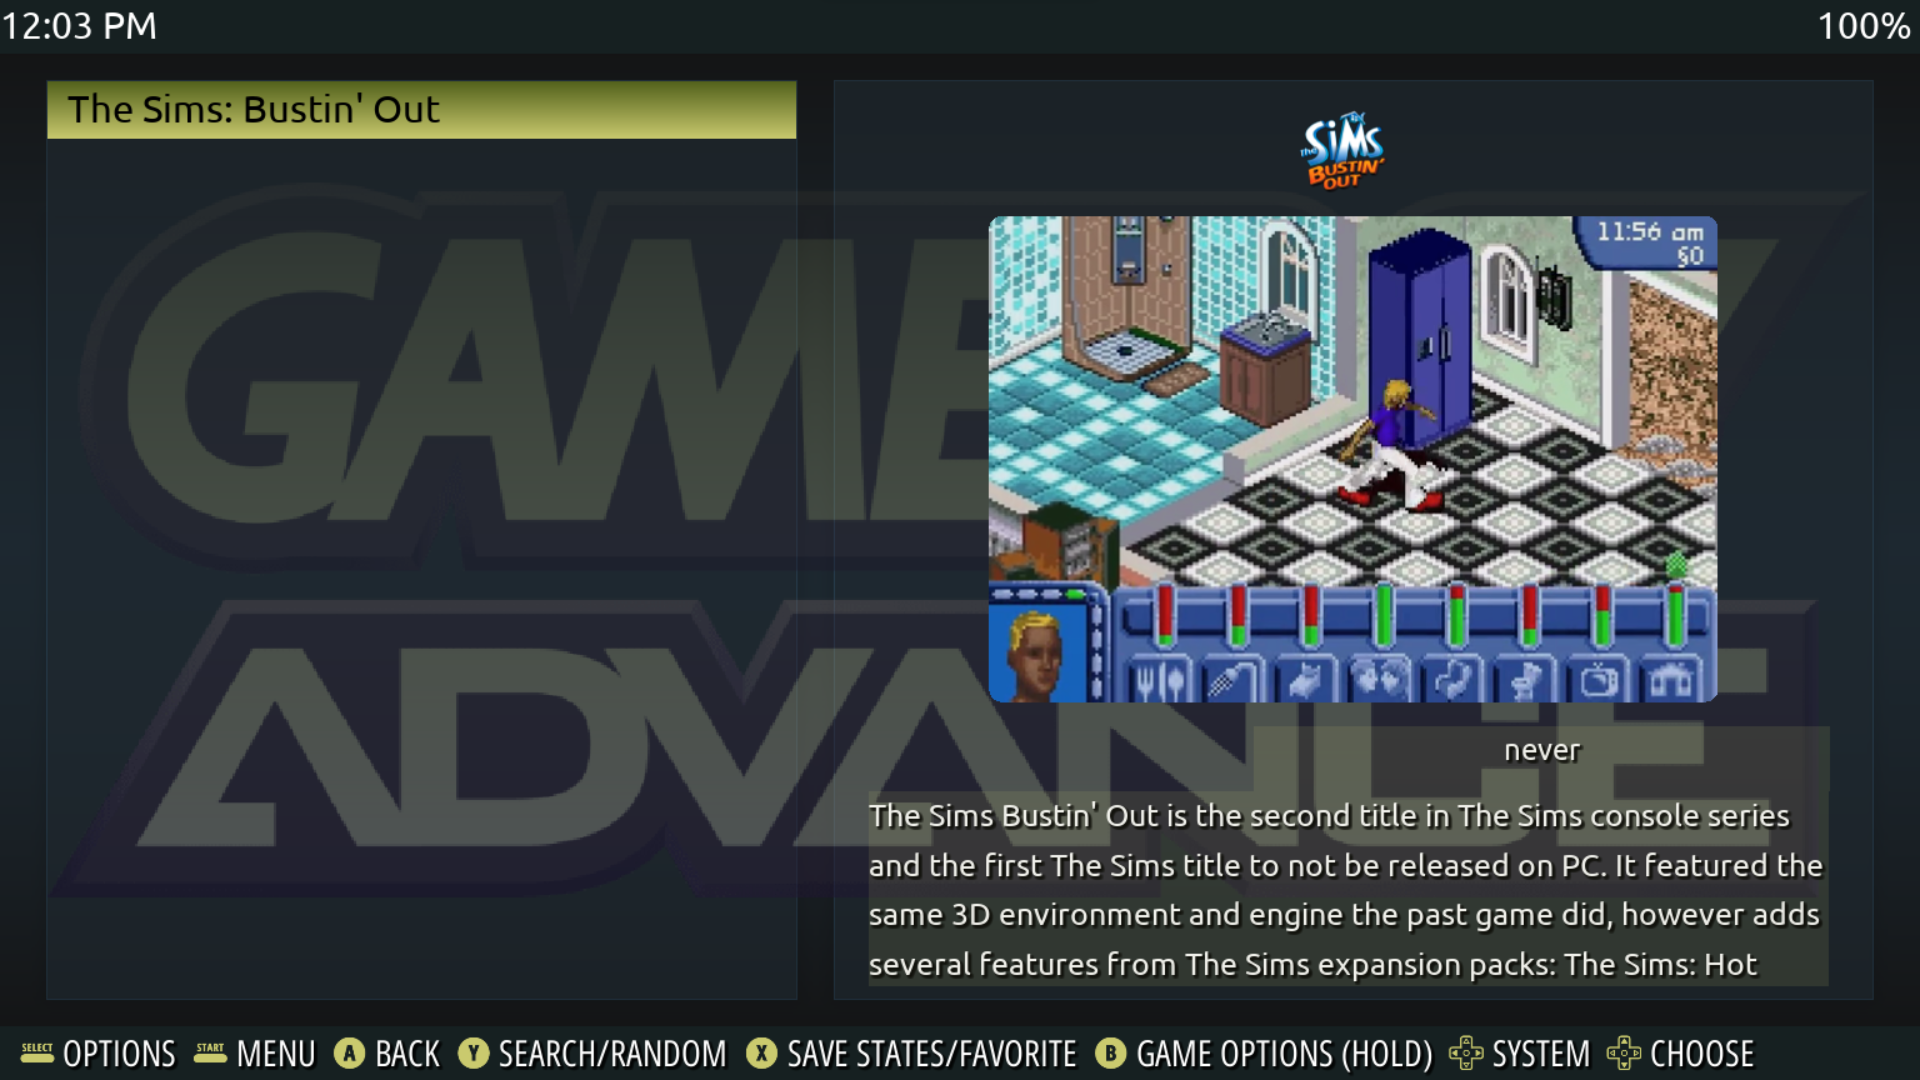 12:03 PM
100%
The Sims: Bustin' Out
The SiMS
BUSTIN'
OUT
11:56 am
§0
GAME BOY
ADVANCE
never
The Sims Bustin' Out is the second title in The Sims console series
and the first The Sims title to not be released on PC. It featured the
same 3D environment and engine the past game did, however adds
several features from The Sims expansion packs: The Sims: Hot
SELECT OPTIONS START MENU A BACK Y SEARCH/RANDOM X SAVE STATES/FAVORITE B GAME OPTIONS (HOLD) SYSTEM CHOOSE